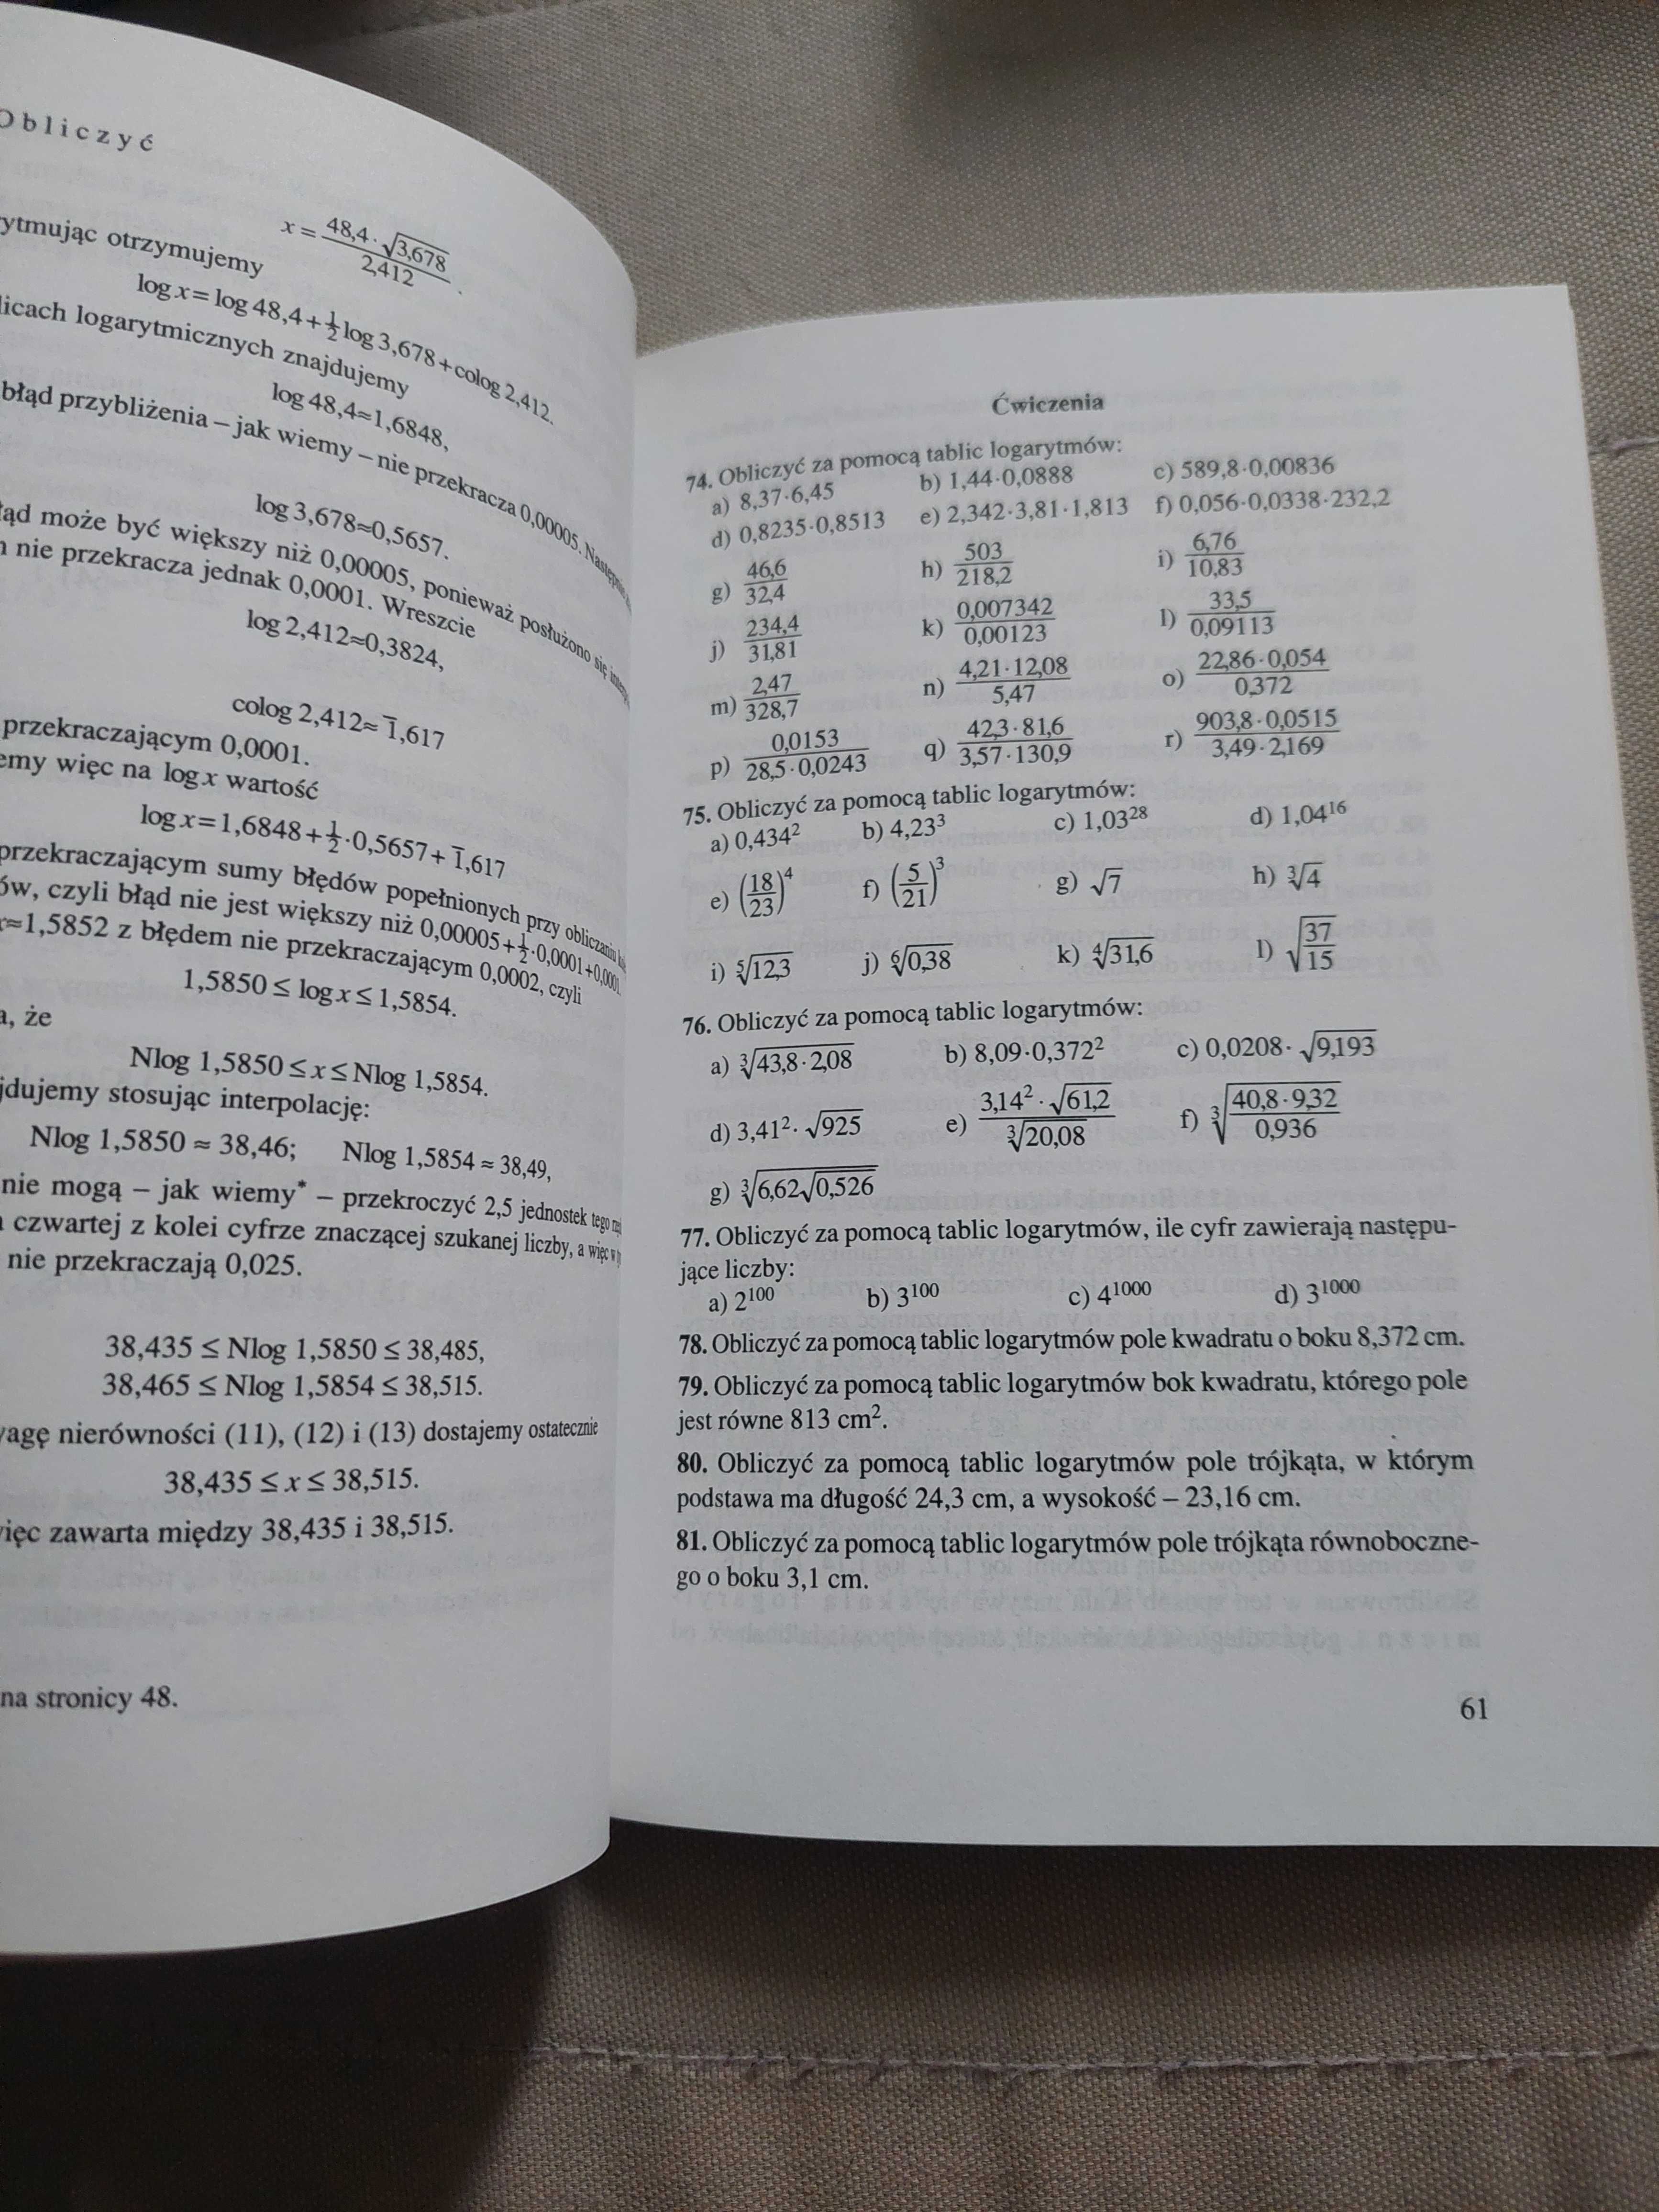 Obliczyć
x = 48,4·√3,678 / 2,412 .
otrzymujemy
log x = log 48,4 + ½ log 3,678 + colog 2,412.
logarytmicznych znajdujemy
log 48,4≈1,6848,
błąd przybliżenia – jak wiemy – nie przekracza 0,00005.
log 3,678≈0,5657.
może być większy niż 0,00005, ponieważ posłużono się
nie przekracza jednak 0,0001. Wreszcie
log 2,412≈0,3824,
colog 2,412≈ 1̄,617
przekraczającym 0,0001.
więc na log x wartość
log x = 1,6848 + ½·0,5657 + 1̄,617
przekraczającym sumy błędów popełnionych przy obliczaniu
czyli błąd nie jest większy niż 0,00005 + ½·0,0001 + 0,0001.
≈1,5852 z błędem nie przekraczającym 0,0002, czyli
1,5850 ≤ log x ≤ 1,5854.
że
Nlog 1,5850 ≤ x ≤ Nlog 1,5854.
stosując interpolację:
Nlog 1,5850 ≈ 38,46; Nlog 1,5854 ≈ 38,49,
nie mogą – jak wiemy* – przekroczyć 2,5 jednostek tego
czwartej z kolei cyfrze znaczącej szukanej liczby, a więc
nie przekraczają 0,025.
38,435 ≤ Nlog 1,5850 ≤ 38,485,
38,465 ≤ Nlog 1,5854 ≤ 38,515.
nierówności (11), (12) i (13) dostajemy ostatecznie
38,435 ≤ x ≤ 38,515.
zawarta między 38,435 i 38,515.
na stronicy 48.
Ćwiczenia
74. Obliczyć za pomocą tablic logarytmów:
a) 8,37·6,45 b) 1,44·0,0888 c) 589,8·0,00836
d) 0,8235·0,8513 e) 2,342·3,81·1,813 f) 0,056·0,0338·232,2
g) 46,6/32,4 h) 503/218,2 i) 6,76/10,83
j) 234,4/31,81 k) 0,007342/0,00123 l) 33,5/0,09113
m) 2,47/328,7 n) 4,21·12,08/5,47 o) 22,86·0,054/0,372
p) 0,0153/28,5·0,0243 q) 42,3·81,6/3,57·130,9 r) 903,8·0,0515/3,49·2,169
75. Obliczyć za pomocą tablic logarytmów:
a) 0,434² b) 4,23³ c) 1,03²⁸ d) 1,04¹⁶
e) (18/23)⁴ f) (5/21)³ g) √7 h) ∛4
i) ⁵√12,3 j) ⁶√0,38 k) ⁴√31,6 l) √(37/15)
76. Obliczyć za pomocą tablic logarytmów:
a) ∛(43,8·2,08) b) 8,09·0,372² c) 0,0208·√9,193
d) 3,41²·√925 e) 3,14²·√61,2 / ∛20,08 f) ∛(40,8·9,32 / 0,936)
g) ∛(6,62√0,526)
77. Obliczyć za pomocą tablic logarytmów, ile cyfr zawierają następu-
jące liczby:
a) 2¹⁰⁰ b) 3¹⁰⁰ c) 4¹⁰⁰⁰ d) 3¹⁰⁰⁰
78. Obliczyć za pomocą tablic logarytmów pole kwadratu o boku 8,372 cm.
79. Obliczyć za pomocą tablic logarytmów bok kwadratu, którego pole
jest równe 813 cm².
80. Obliczyć za pomocą tablic logarytmów pole trójkąta, w którym
podstawa ma długość 24,3 cm, a wysokość – 23,16 cm.
81. Obliczyć za pomocą tablic logarytmów pole trójkąta równoboczne-
go o boku 3,1 cm.
61